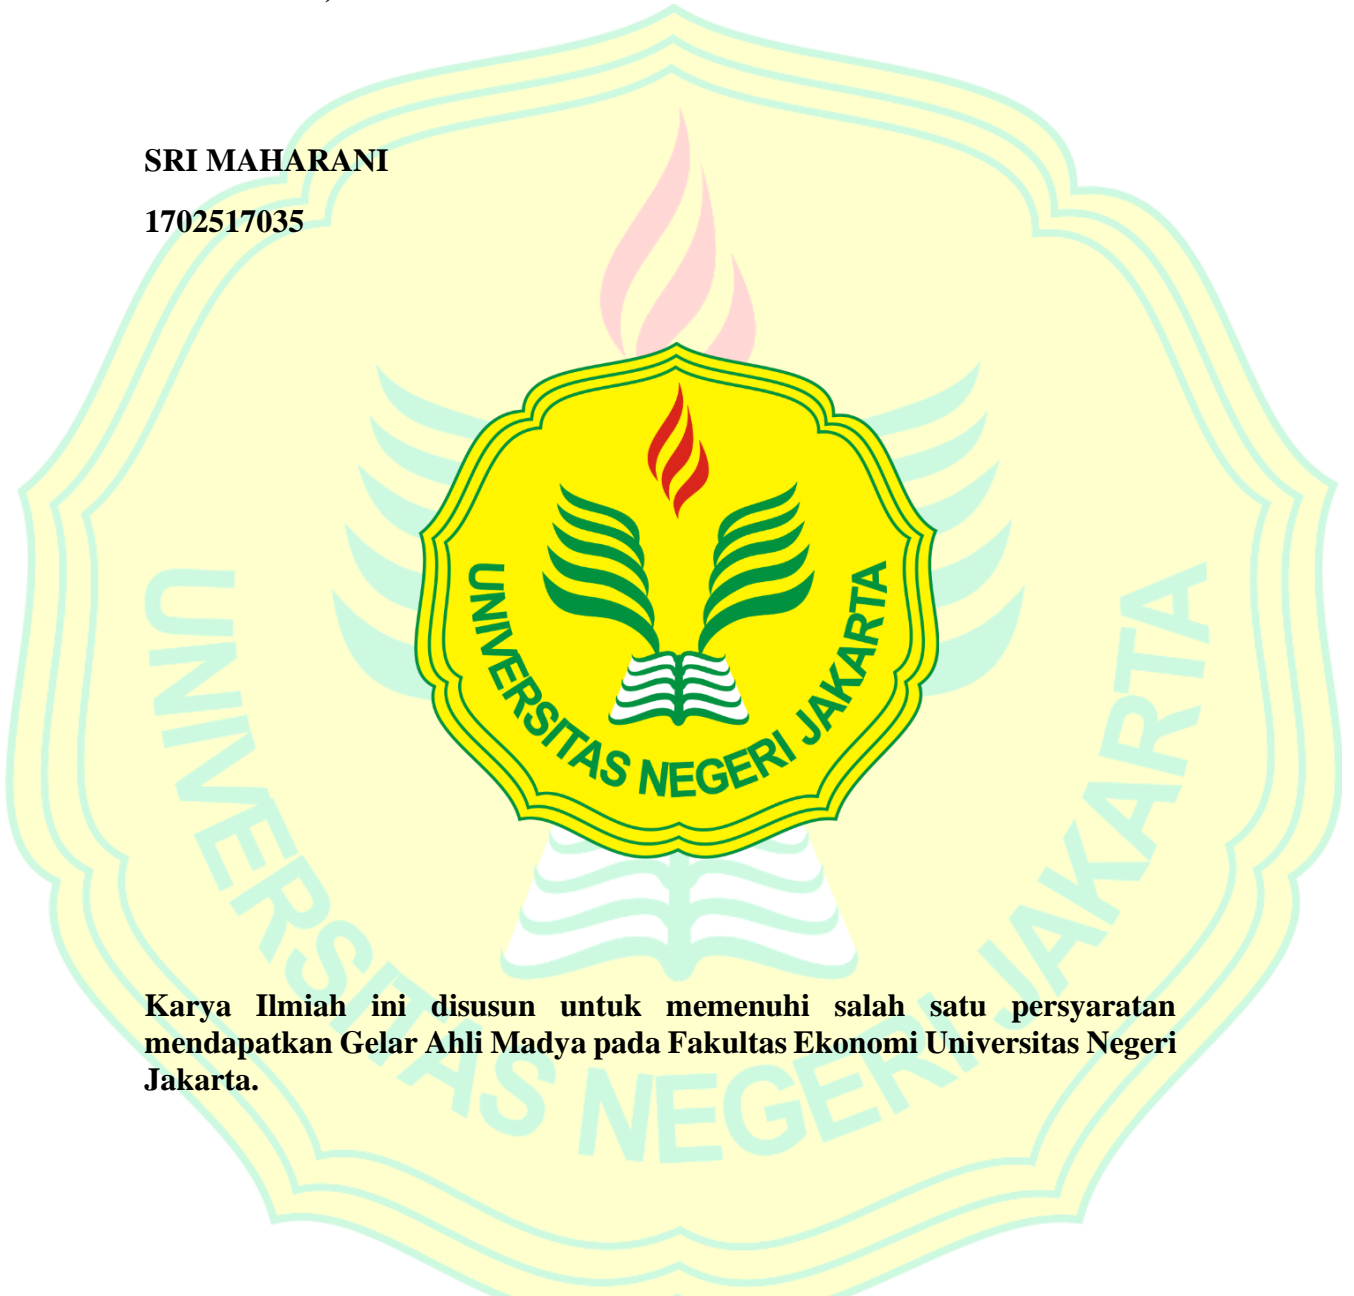 SRI MAHARANI
1702517035
UNIVERSITAS NEGERI JAKARTA
UNIVERSITAS NEGERI JAKARTA
Karya Ilmiah ini disusun untuk memenuhi salah satu persyaratan
mendapatkan Gelar Ahli Madya pada Fakultas Ekonomi Universitas Negeri
Jakarta.